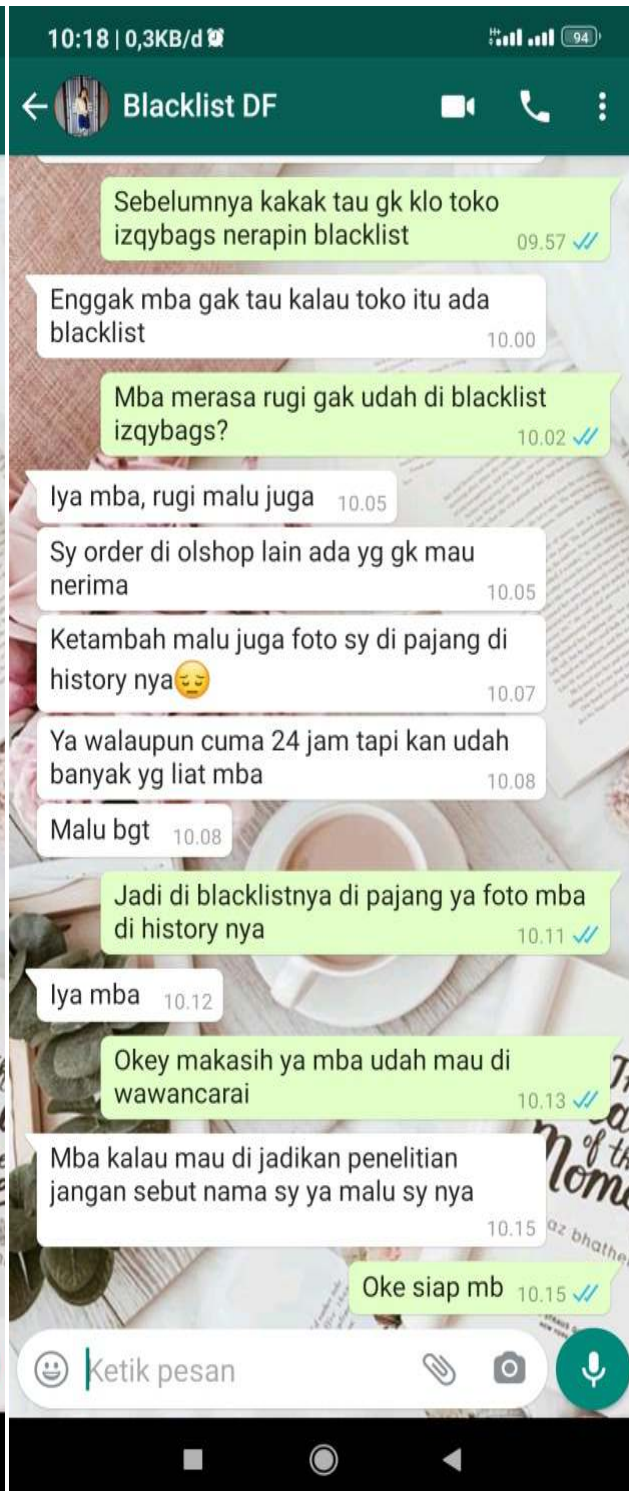 10:18 | 0,3KB/d
94
Blacklist DF
Sebelumnya kakak tau gk klo toko
izqybags nerapin blacklist
09.57
Enggak mba gak tau kalau toko itu ada
blacklist
10.00
Mba merasa rugi gak udah di blacklist
izqybags?
10.02
Iya mba, rugi malu juga 10.05
Sy order di olshop lain ada yg gk mau
nerima
10.05
Ketambah malu juga foto sy di pajang di
history nya😔
10.07
Ya walaupun cuma 24 jam tapi kan udah
banyak yg liat mba
10.08
Malu bgt 10.08
Jadi di blacklistnya di pajang ya foto mba
di history nya
10.11
Iya mba 10.12
Okey makasih ya mba udah mau di
wawancarai
10.13
Mba kalau mau di jadikan penelitian
jangan sebut nama sy ya malu sy nya
10.15
of th
az bhathe
Oke siap mb 10.15
Ketik pesan